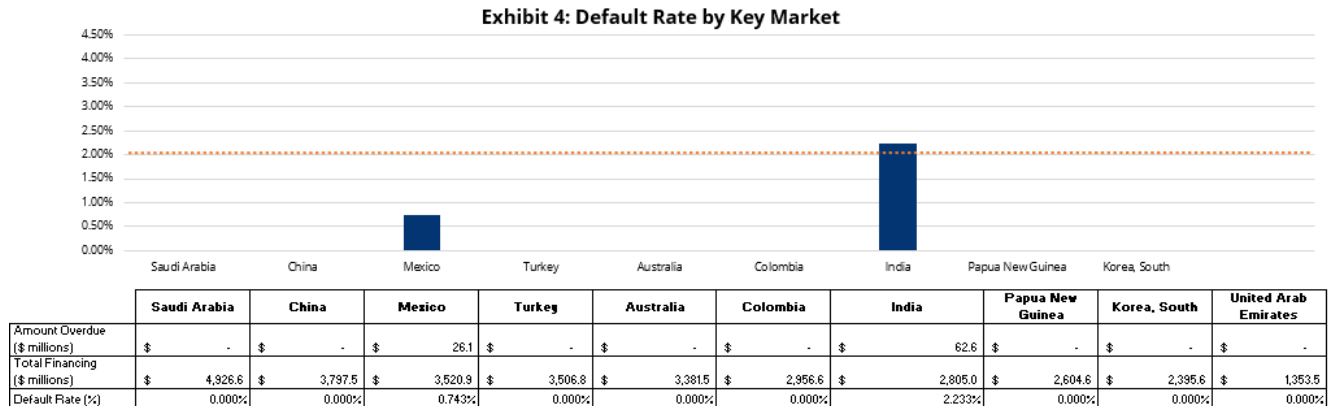 Exhibit 4: Default Rate by Key Market
4.50%
4.00%
3.50%
3.00%
2.50%
2.00%
1.50%
1.00%
0.50%
0.00%
Saudi Arabia China Mexico Turkey Australia Colombia India Papua New Guinea Korea, South
Saudi Arabia China Mexico Turkey Australia Colombia India Papua New Guinea Korea, South United Arab Emirates
Amount Overdue
($ millions) $ - $ - $ 26.1 $ - $ - $ - $ 62.6 $ - $ - $ -
Total Financing
($ millions) $ 4,926.6 $ 3,797.5 $ 3,520.9 $ 3,506.8 $ 3,381.5 $ 2,956.6 $ 2,805.0 $ 2,604.6 $ 2,395.6 $ 1,353.5
Default Rate (%) 0.000% 0.000% 0.743% 0.000% 0.000% 0.000% 2.233% 0.000% 0.000% 0.000%